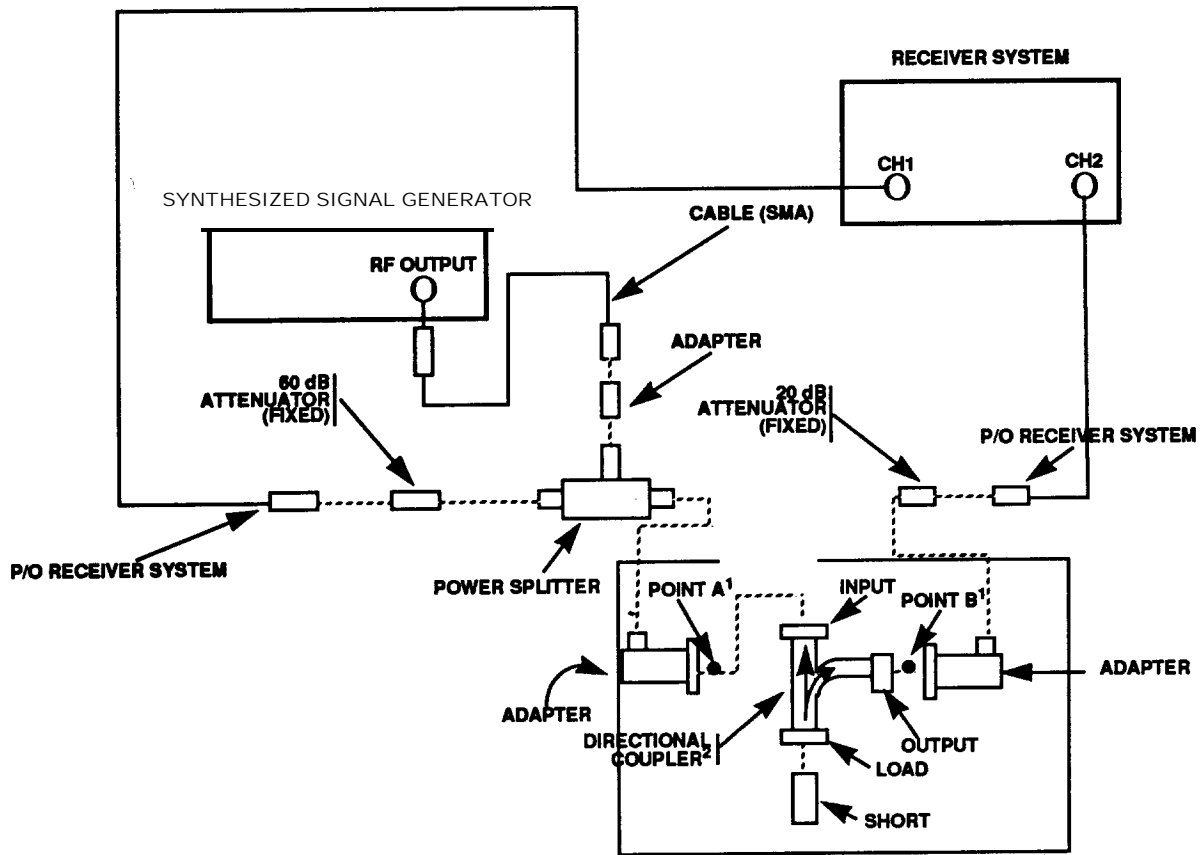 RECEIVER SYSTEM
CH1
CH2
SYNTHESIZED SIGNAL GENERATOR
CABLE (SMA)
RF OUTPUT
ADAPTER
60 dB
ATTENUATOR
(FIXED)
20 dB
ATTENUATOR
(FIXED)
P/O RECEIVER SYSTEM
P/O RECEIVER SYSTEM
POWER SPLITTER
POINT A¹
INPUT
POINT B¹
ADAPTER
ADAPTER
DIRECTIONAL
COUPLER²
OUTPUT
LOAD
SHORT